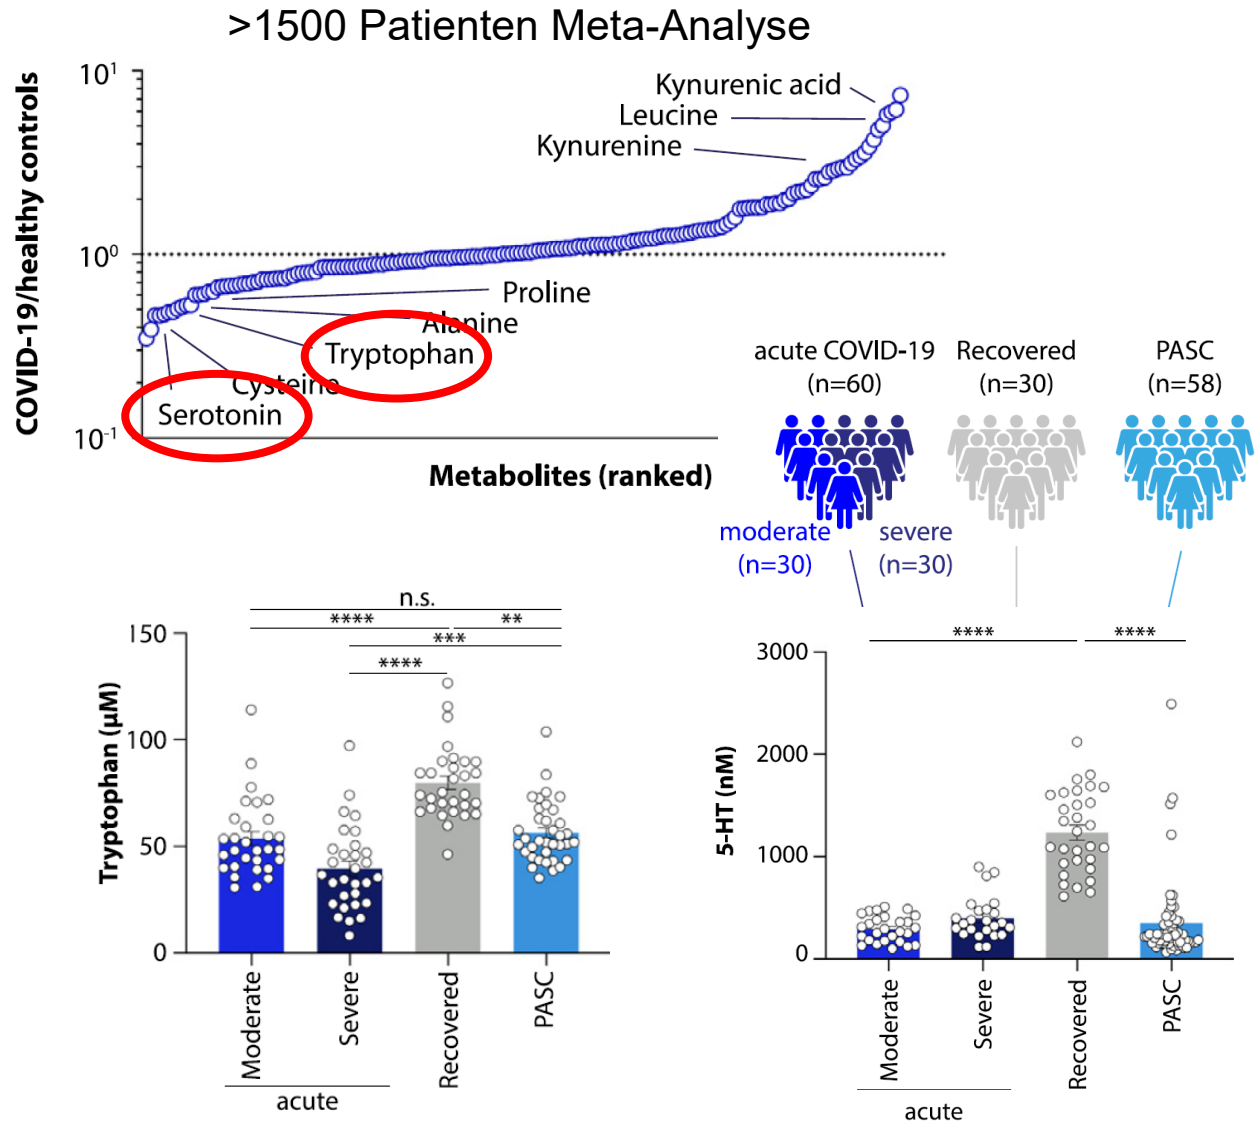 >1500 Patienten Meta-Analyse
COVID-19/healthy controls
10¹
10⁰
10⁻¹
Kynurenic acid
Leucine
Kynurenine
Proline
Alanine
Tryptophan
Cysteine
Serotonin
Metabolites (ranked)
acute COVID-19
(n=60)
Recovered
(n=30)
PASC
(n=58)
moderate
(n=30)
severe
(n=30)
n.s.
****
**
***
****
Tryptophan (µM)
150
100
50
0
Moderate
Severe
Recovered
PASC
acute
****
****
5-HT (nM)
3000
2000
1000
0
Moderate
Severe
Recovered
PASC
acute